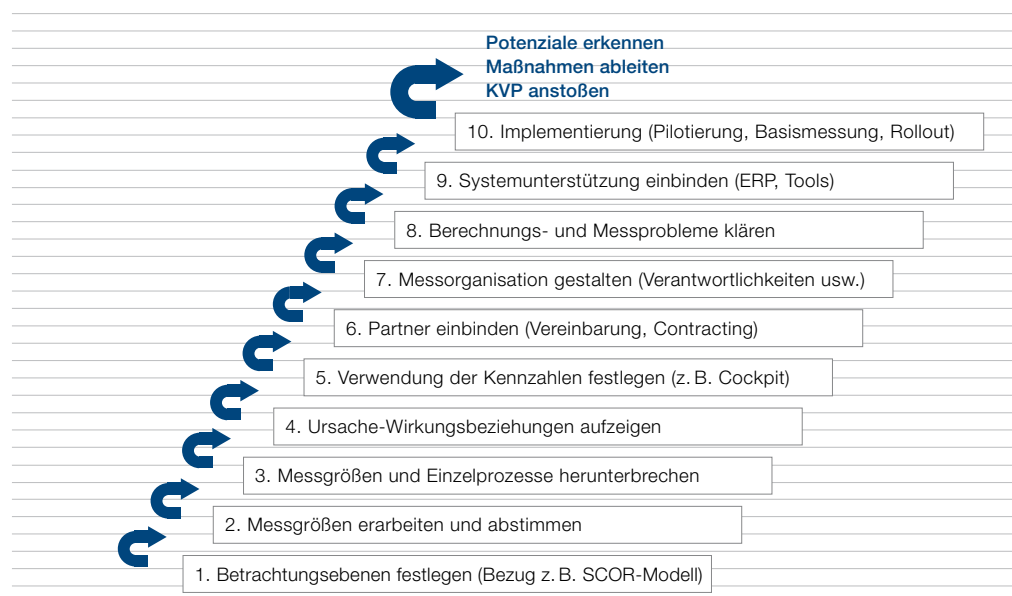 Potenziale erkennen
Maßnahmen ableiten
KVP anstoßen
10. Implementierung (Pilotierung, Basismessung, Rollout)
9. Systemunterstützung einbinden (ERP, Tools)
8. Berechnungs- und Messprobleme klären
7. Messorganisation gestalten (Verantwortlichkeiten usw.)
6. Partner einbinden (Vereinbarung, Contracting)
5. Verwendung der Kennzahlen festlegen (z. B. Cockpit)
4. Ursache-Wirkungsbeziehungen aufzeigen
3. Messgrößen und Einzelprozesse herunterbrechen
2. Messgrößen erarbeiten und abstimmen
1. Betrachtungsebenen festlegen (Bezug z. B. SCOR-Modell)